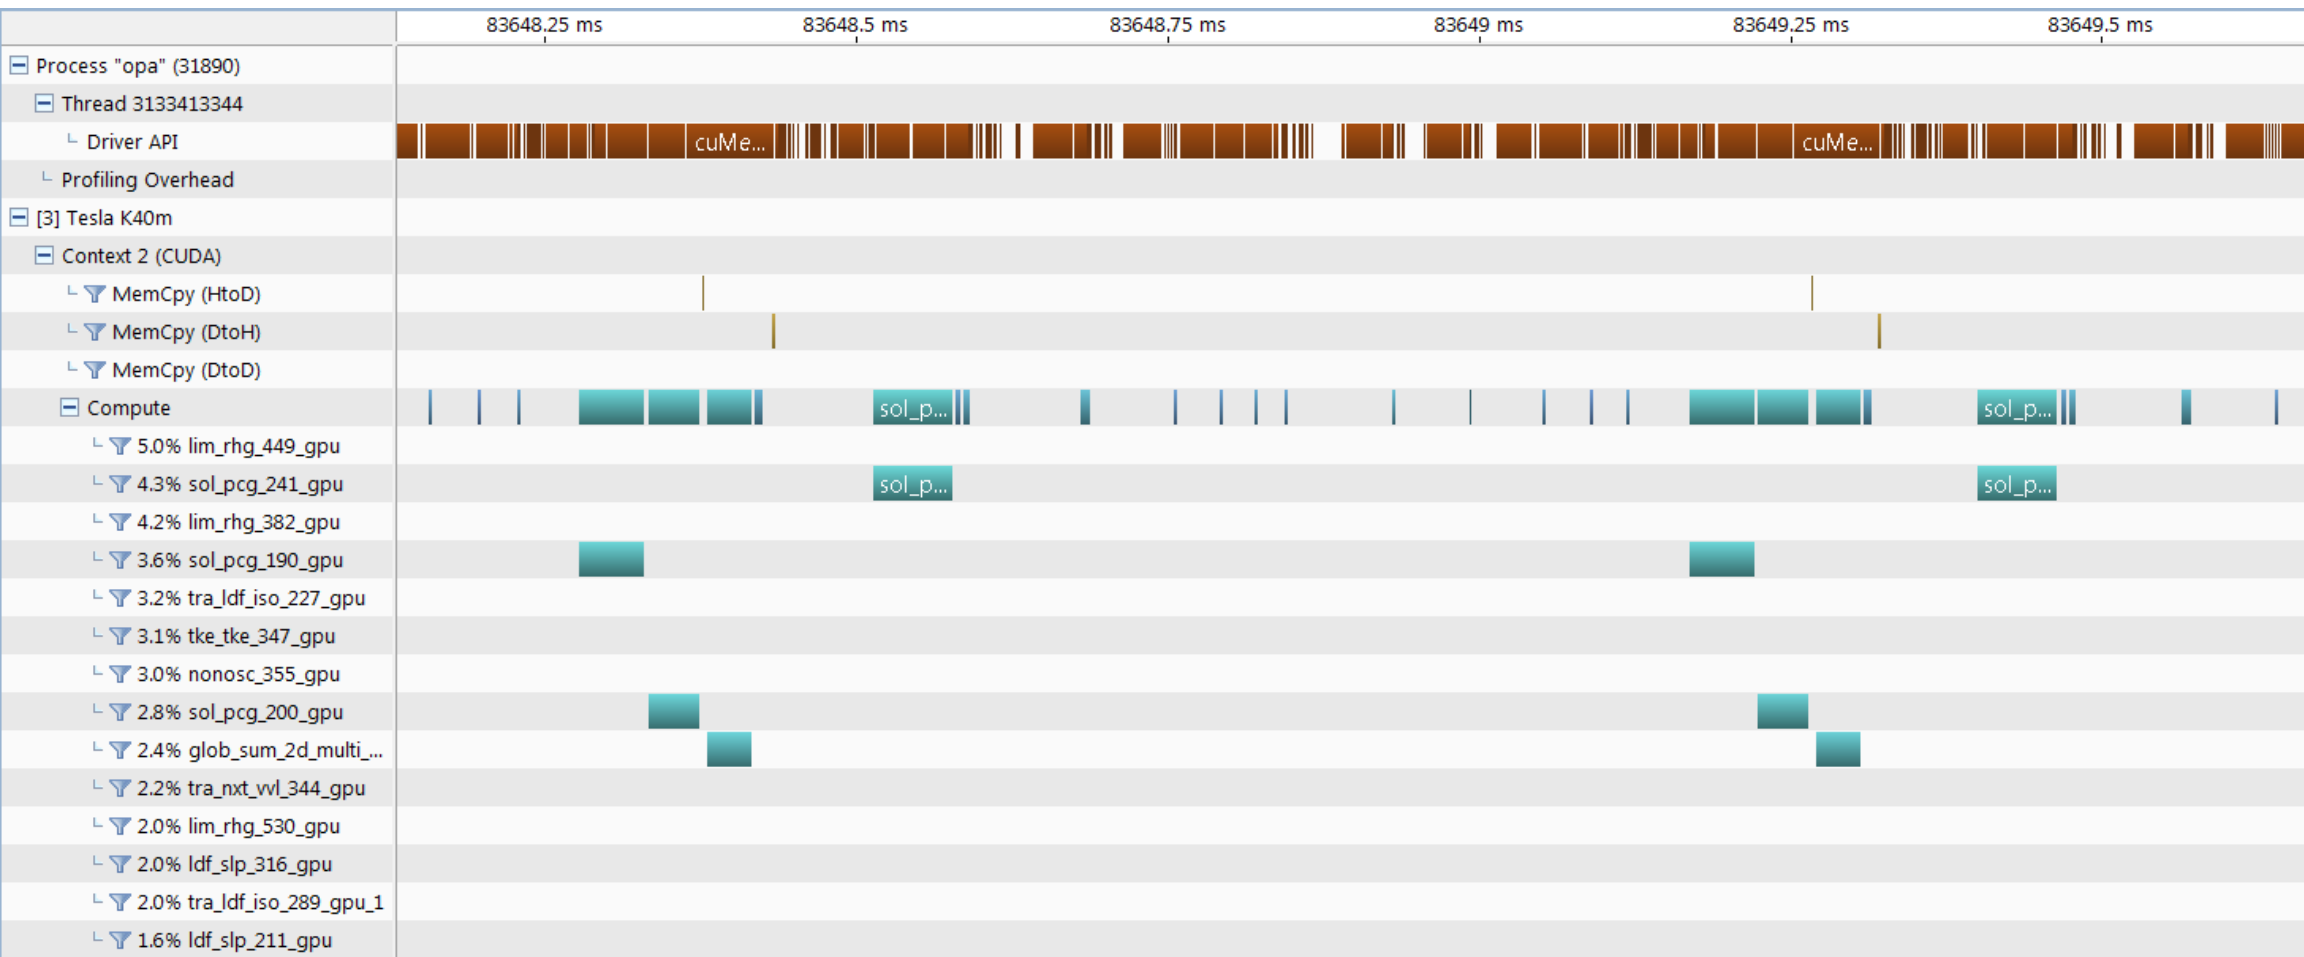 83648.25 ms 83648.5 ms 83648.75 ms 83649 ms 83649.25 ms 83649.5 ms
Process "opa" (31890)
Thread 3133413344
Driver API cuMe... cuMe...
Profiling Overhead
[3] Tesla K40m
Context 2 (CUDA)
MemCpy (HtoD)
MemCpy (DtoH)
MemCpy (DtoD)
Compute sol_p... sol_p...
5.0% lim_rhg_449_gpu
4.3% sol_pcg_241_gpu sol_p... sol_p...
4.2% lim_rhg_382_gpu
3.6% sol_pcg_190_gpu
3.2% tra_ldf_iso_227_gpu
3.1% tke_tke_347_gpu
3.0% nonosc_355_gpu
2.8% sol_pcg_200_gpu
2.4% glob_sum_2d_multi_...
2.2% tra_nxt_vvl_344_gpu
2.0% lim_rhg_530_gpu
2.0% ldf_slp_316_gpu
2.0% tra_ldf_iso_289_gpu_1
1.6% ldf_slp_211_gpu